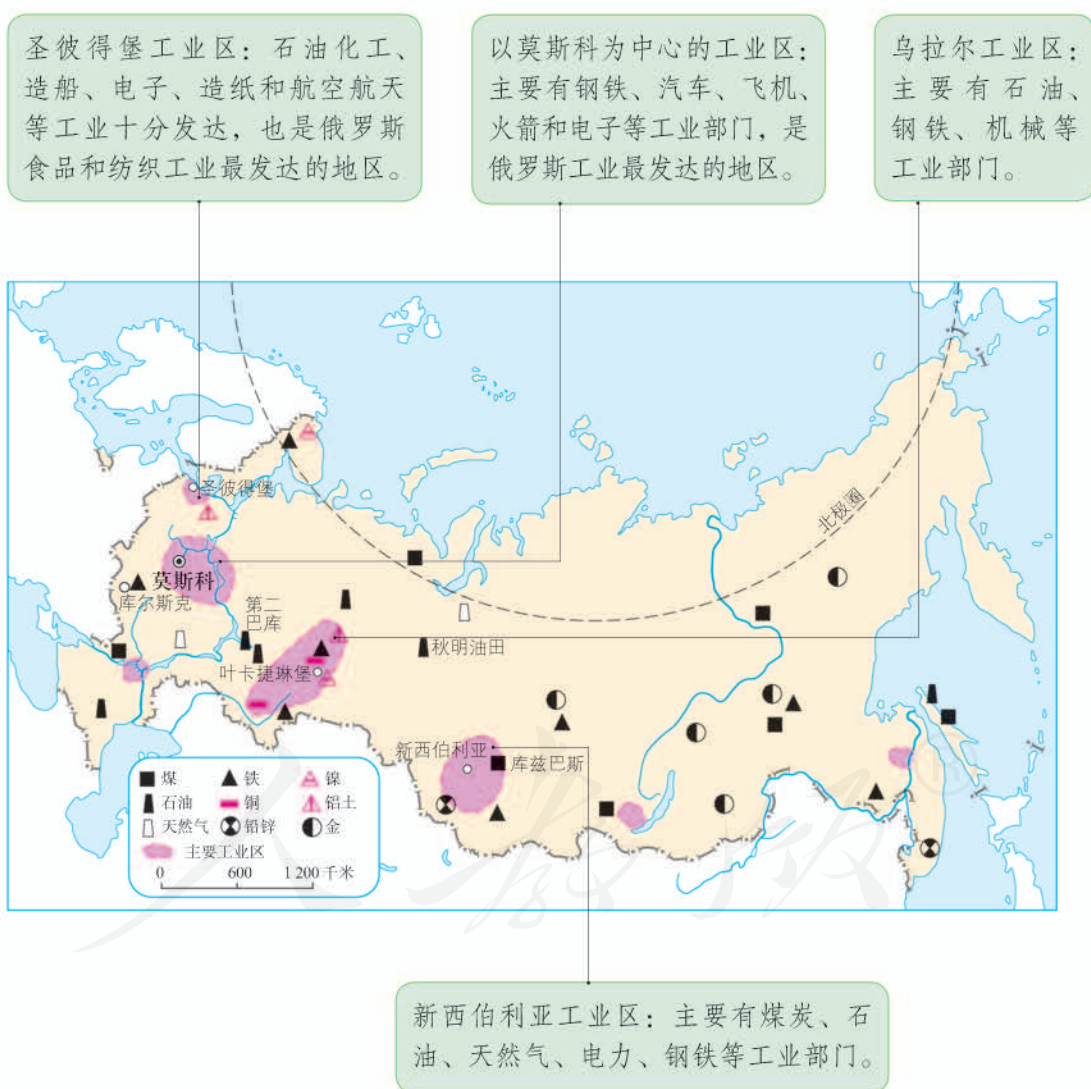 圣彼得堡工业区：石油化工、
造船、电子、造纸和航空航天
等工业十分发达，也是俄罗斯
食品和纺织工业最发达的地区。
以莫斯科为中心的工业区：
主要有钢铁、汽车、飞机、
火箭和电子等工业部门，是
俄罗斯工业最发达的地区。
乌拉尔工业区：
主要有石油、
钢铁、机械等
工业部门。
北极圈
圣彼得堡
莫斯科
库尔斯克
第二
巴库
秋明油田
叶卡捷琳堡
新西伯利亚
库兹巴斯
煤 铁 镍
石油 铜 铝土
天然气 铅锌 金
主要工业区
0 600 1 200千米
人教版®
新西伯利亚工业区：主要有煤炭、石
油、天然气、电力、钢铁等工业部门。